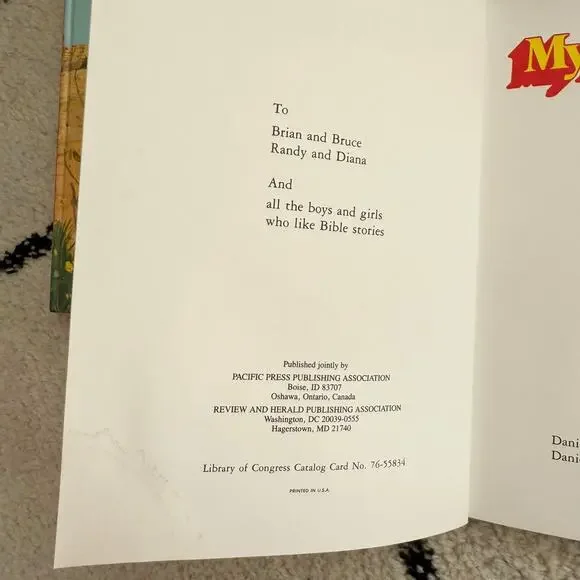 To
Brian and Bruce
Randy and Diana
And
all the boys and girls
who like Bible stories
Published jointly by
PACIFIC PRESS PUBLISHING ASSOCIATION
Boise, ID 83707
Oshawa, Ontario, Canada
REVIEW AND HERALD PUBLISHING ASSOCIATION
Washington, DC 20039-0555
Hagerstown, MD 21740
Library of Congress Catalog Card No. 76-55834
PRINTED IN U.S.A.
My